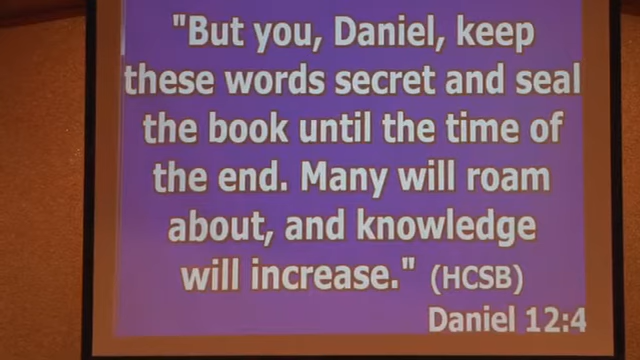 "But you, Daniel, keep
these words secret and seal
the book until the time of
the end. Many will roam
about, and knowledge
will increase." (HCSB)
Daniel 12:4